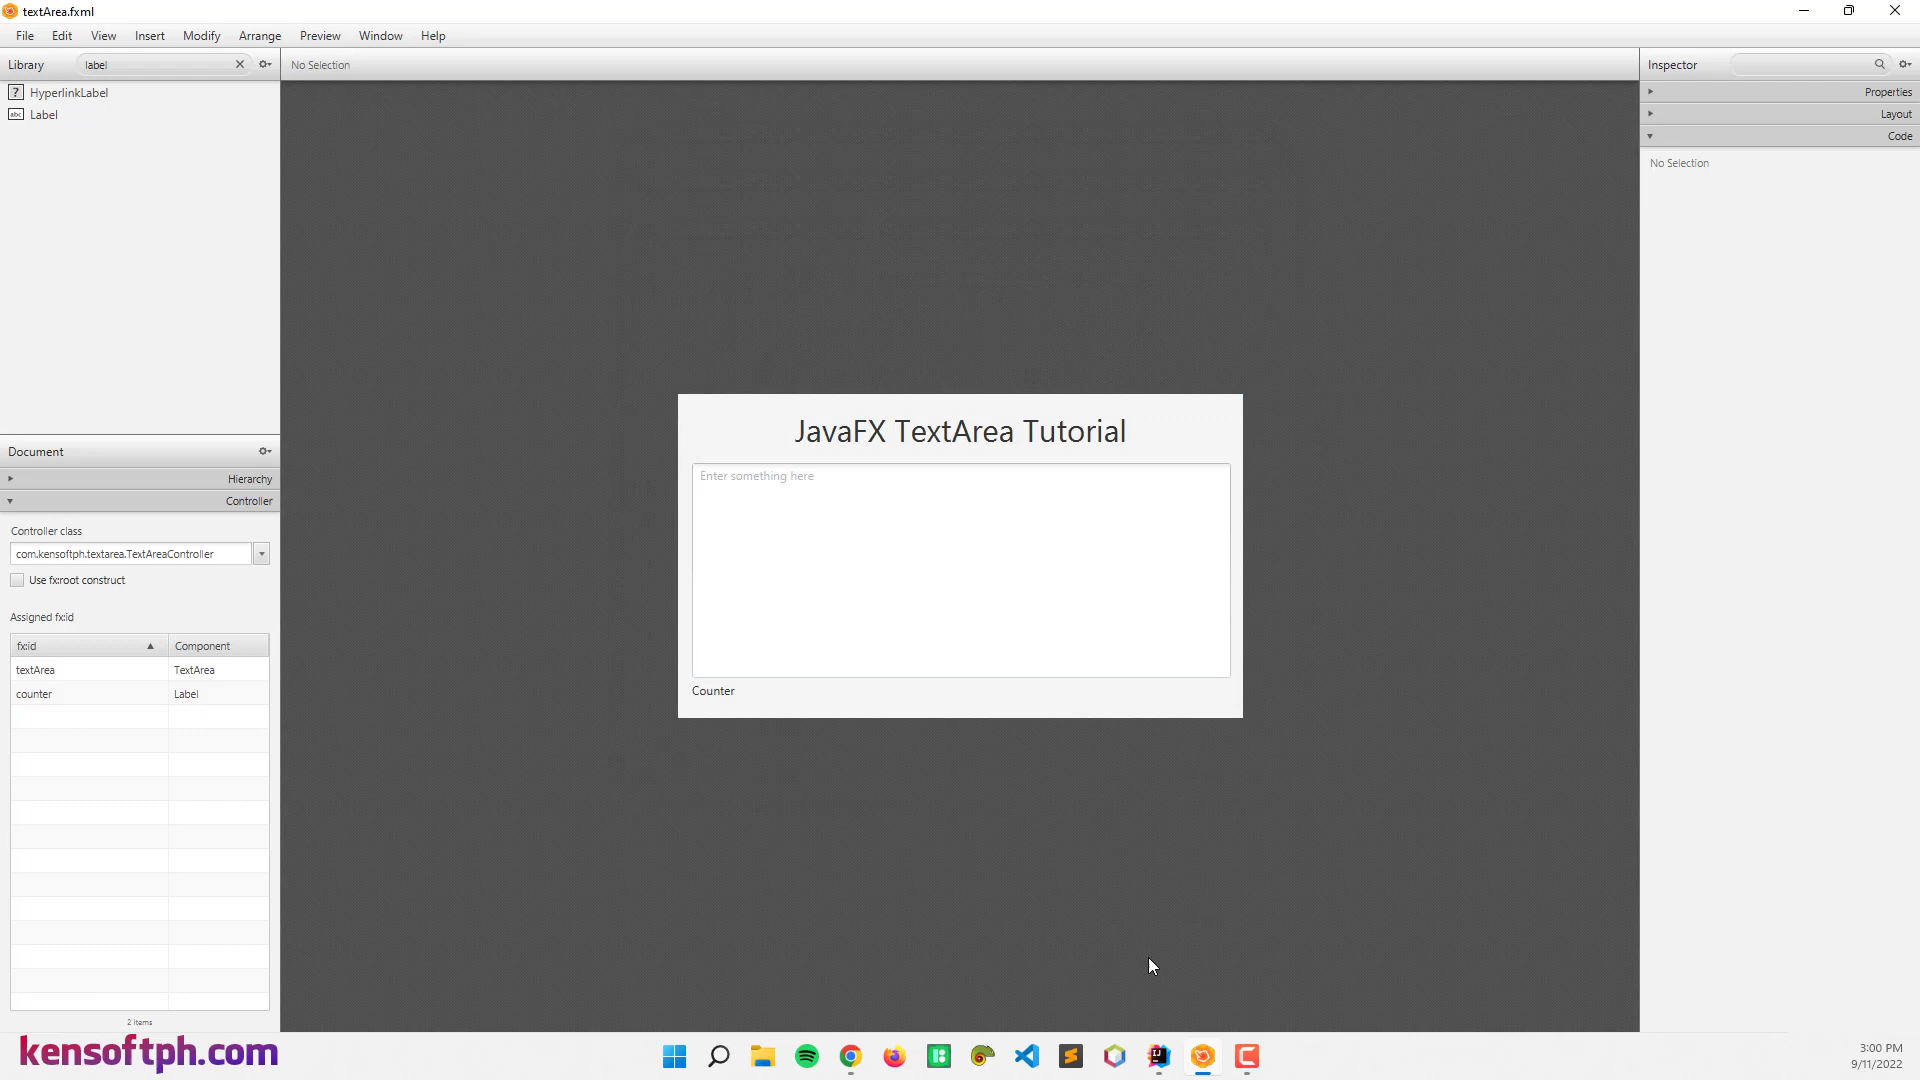 textArea.fxml
File Edit View Insert Modify Arrange Preview Window Help
Library label No Selection Inspector
? HyperlinkLabel
abc Label
Properties
Layout
Code
No Selection
JavaFX TextArea Tutorial
Enter something here
Counter
Document
Hierarchy
Controller
Controller class
com.kensoftph.textarea.TextAreaController
Use fx:root construct
Assigned fx:id
fx:id Component
textArea TextArea
counter Label
2 items
kensoftph.com
3:00 PM
9/11/2022